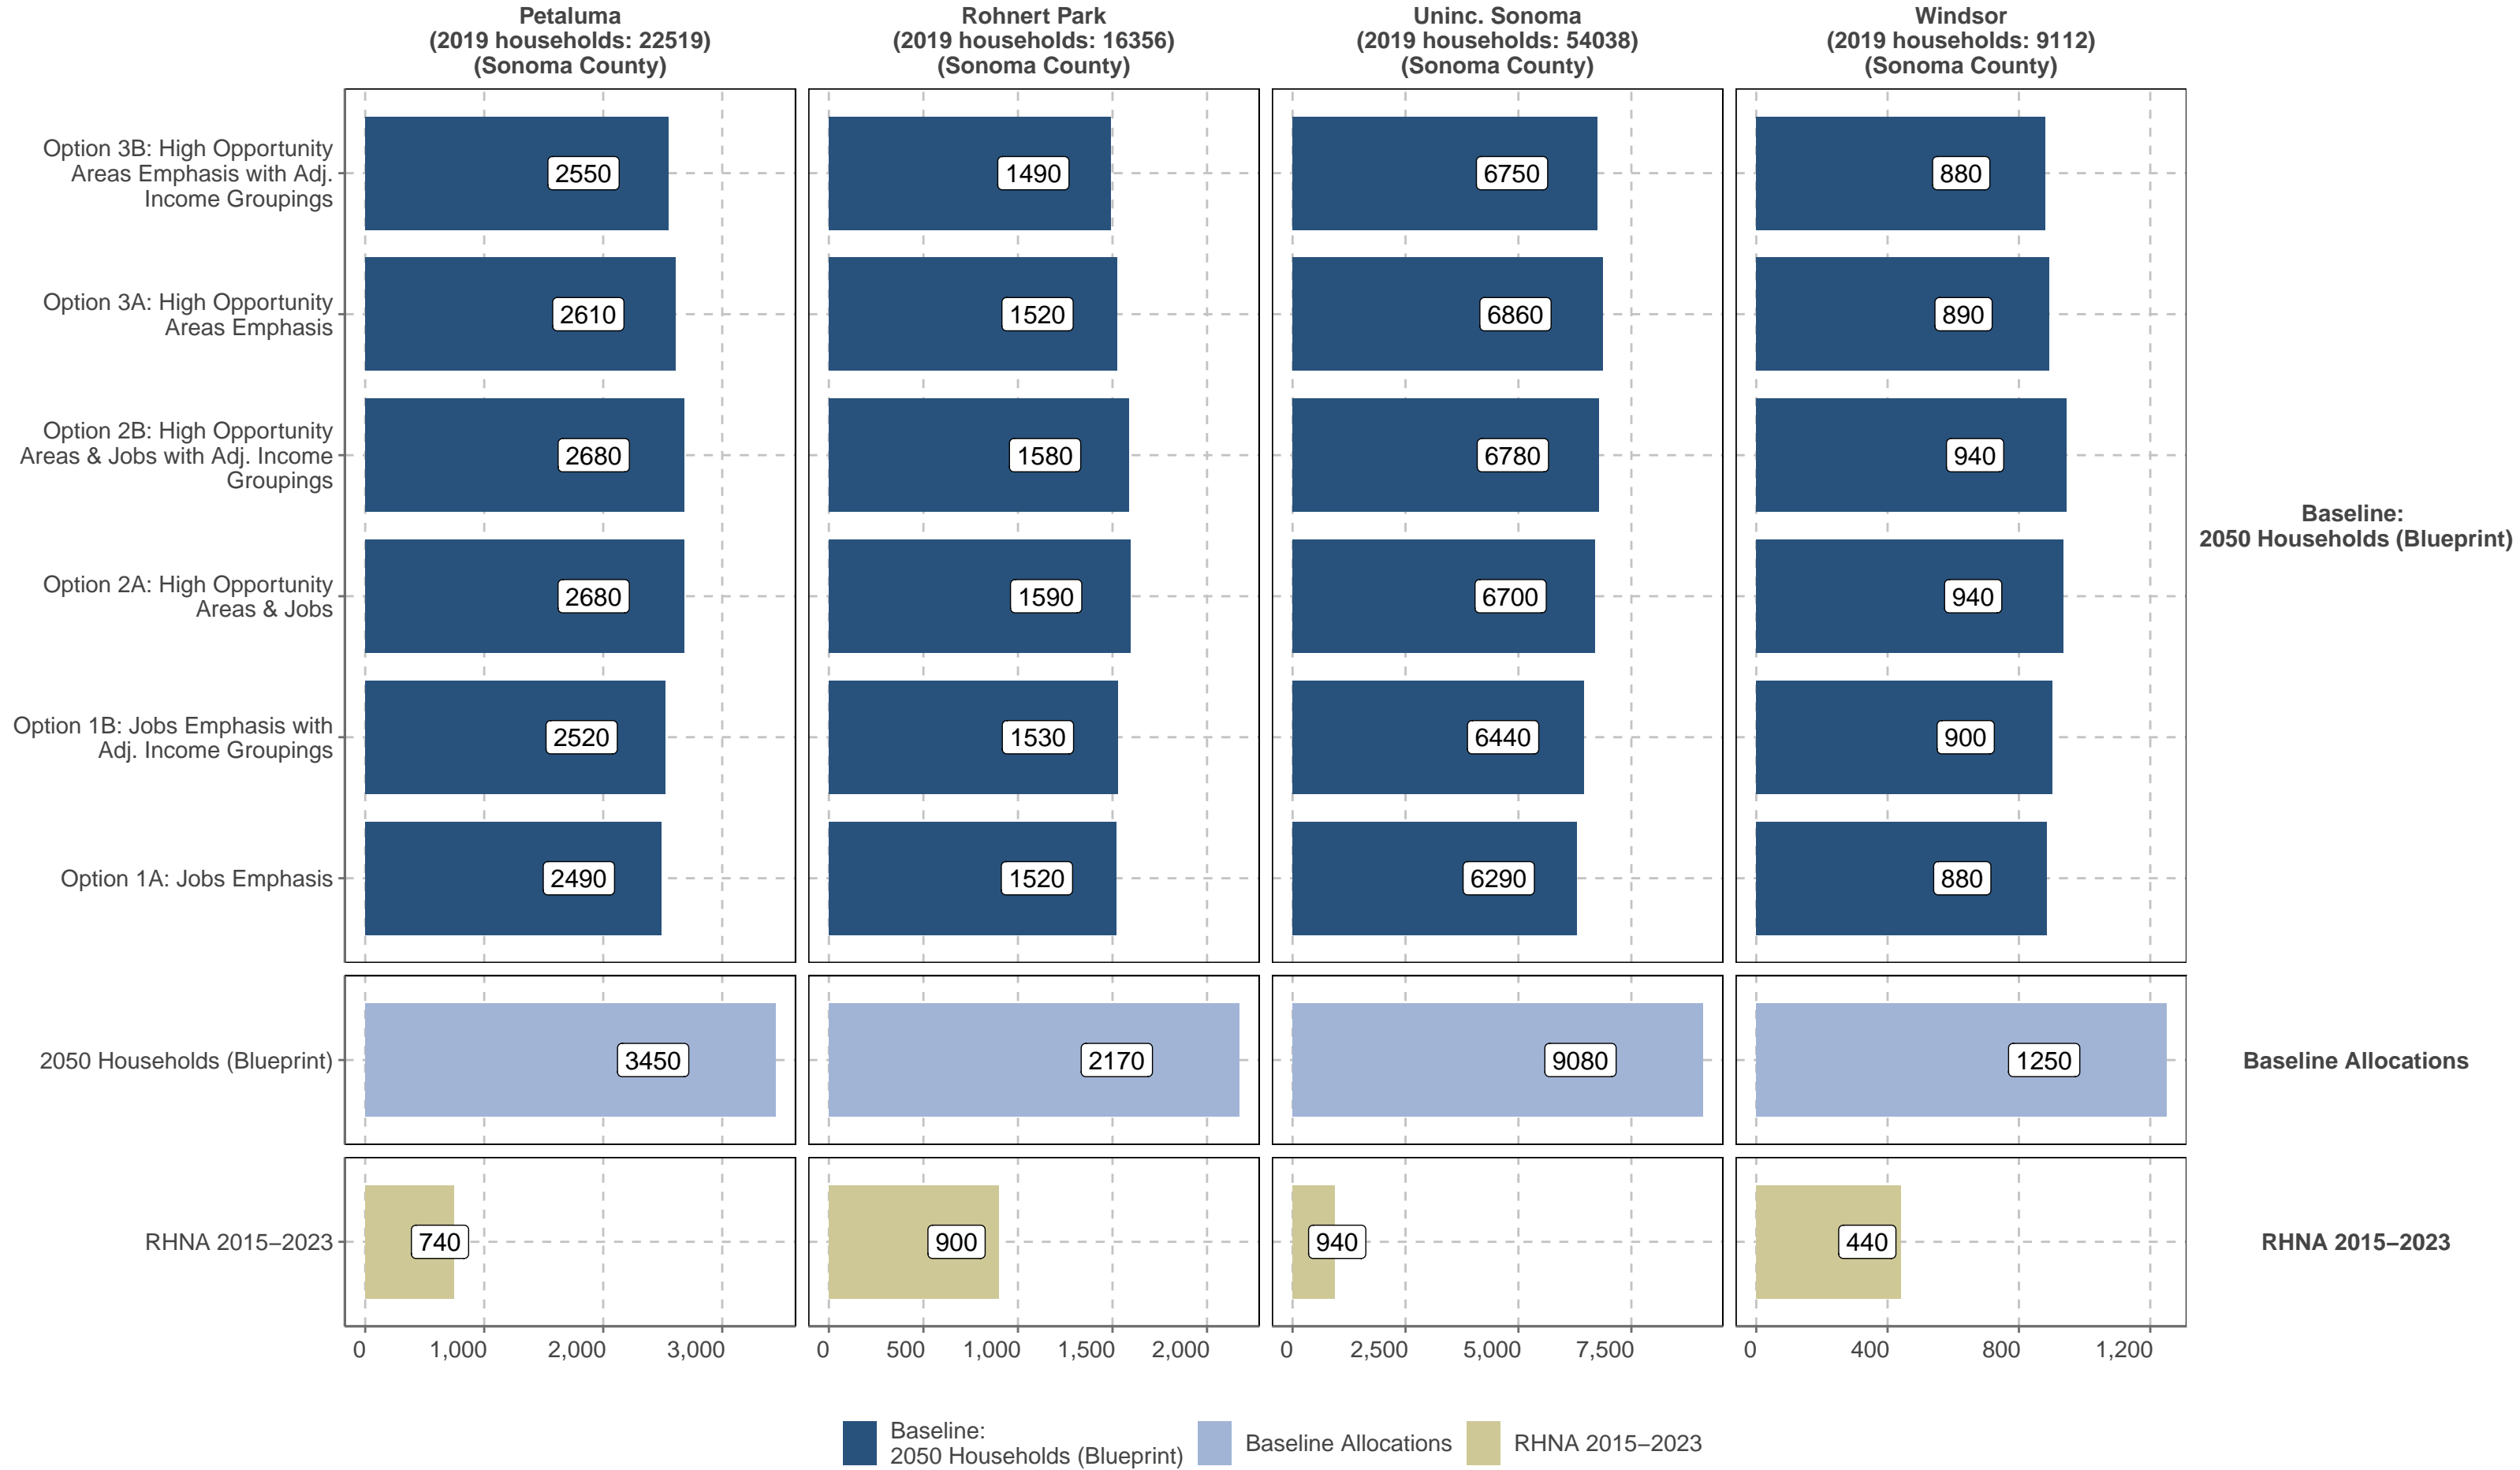 Petaluma
(2019 households: 22519)
(Sonoma County)
Rohnert Park
(2019 households: 16356)
(Sonoma County)
Uninc. Sonoma
(2019 households: 54038)
(Sonoma County)
Windsor
(2019 households: 9112)
(Sonoma County)
Option 3B: High Opportunity
Areas Emphasis with Adj.
Income Groupings
2550
1490
6750
880
Option 3A: High Opportunity
Areas Emphasis
2610
1520
6860
890
Option 2B: High Opportunity
Areas & Jobs with Adj. Income
Groupings
2680
1580
6780
940
Baseline:
2050 Households (Blueprint)
Option 2A: High Opportunity
Areas & Jobs
2680
1590
6700
940
Option 1B: Jobs Emphasis with
Adj. Income Groupings
2520
1530
6440
900
Option 1A: Jobs Emphasis
2490
1520
6290
880
2050 Households (Blueprint)
3450
2170
9080
1250
Baseline Allocations
RHNA 2015−2023
740
900
940
440
RHNA 2015−2023
0 1,000 2,000 3,000
0 500 1,000 1,500 2,000
0 2,500 5,000 7,500
0 400 800 1,200
Baseline:
2050 Households (Blueprint)
Baseline Allocations
RHNA 2015−2023